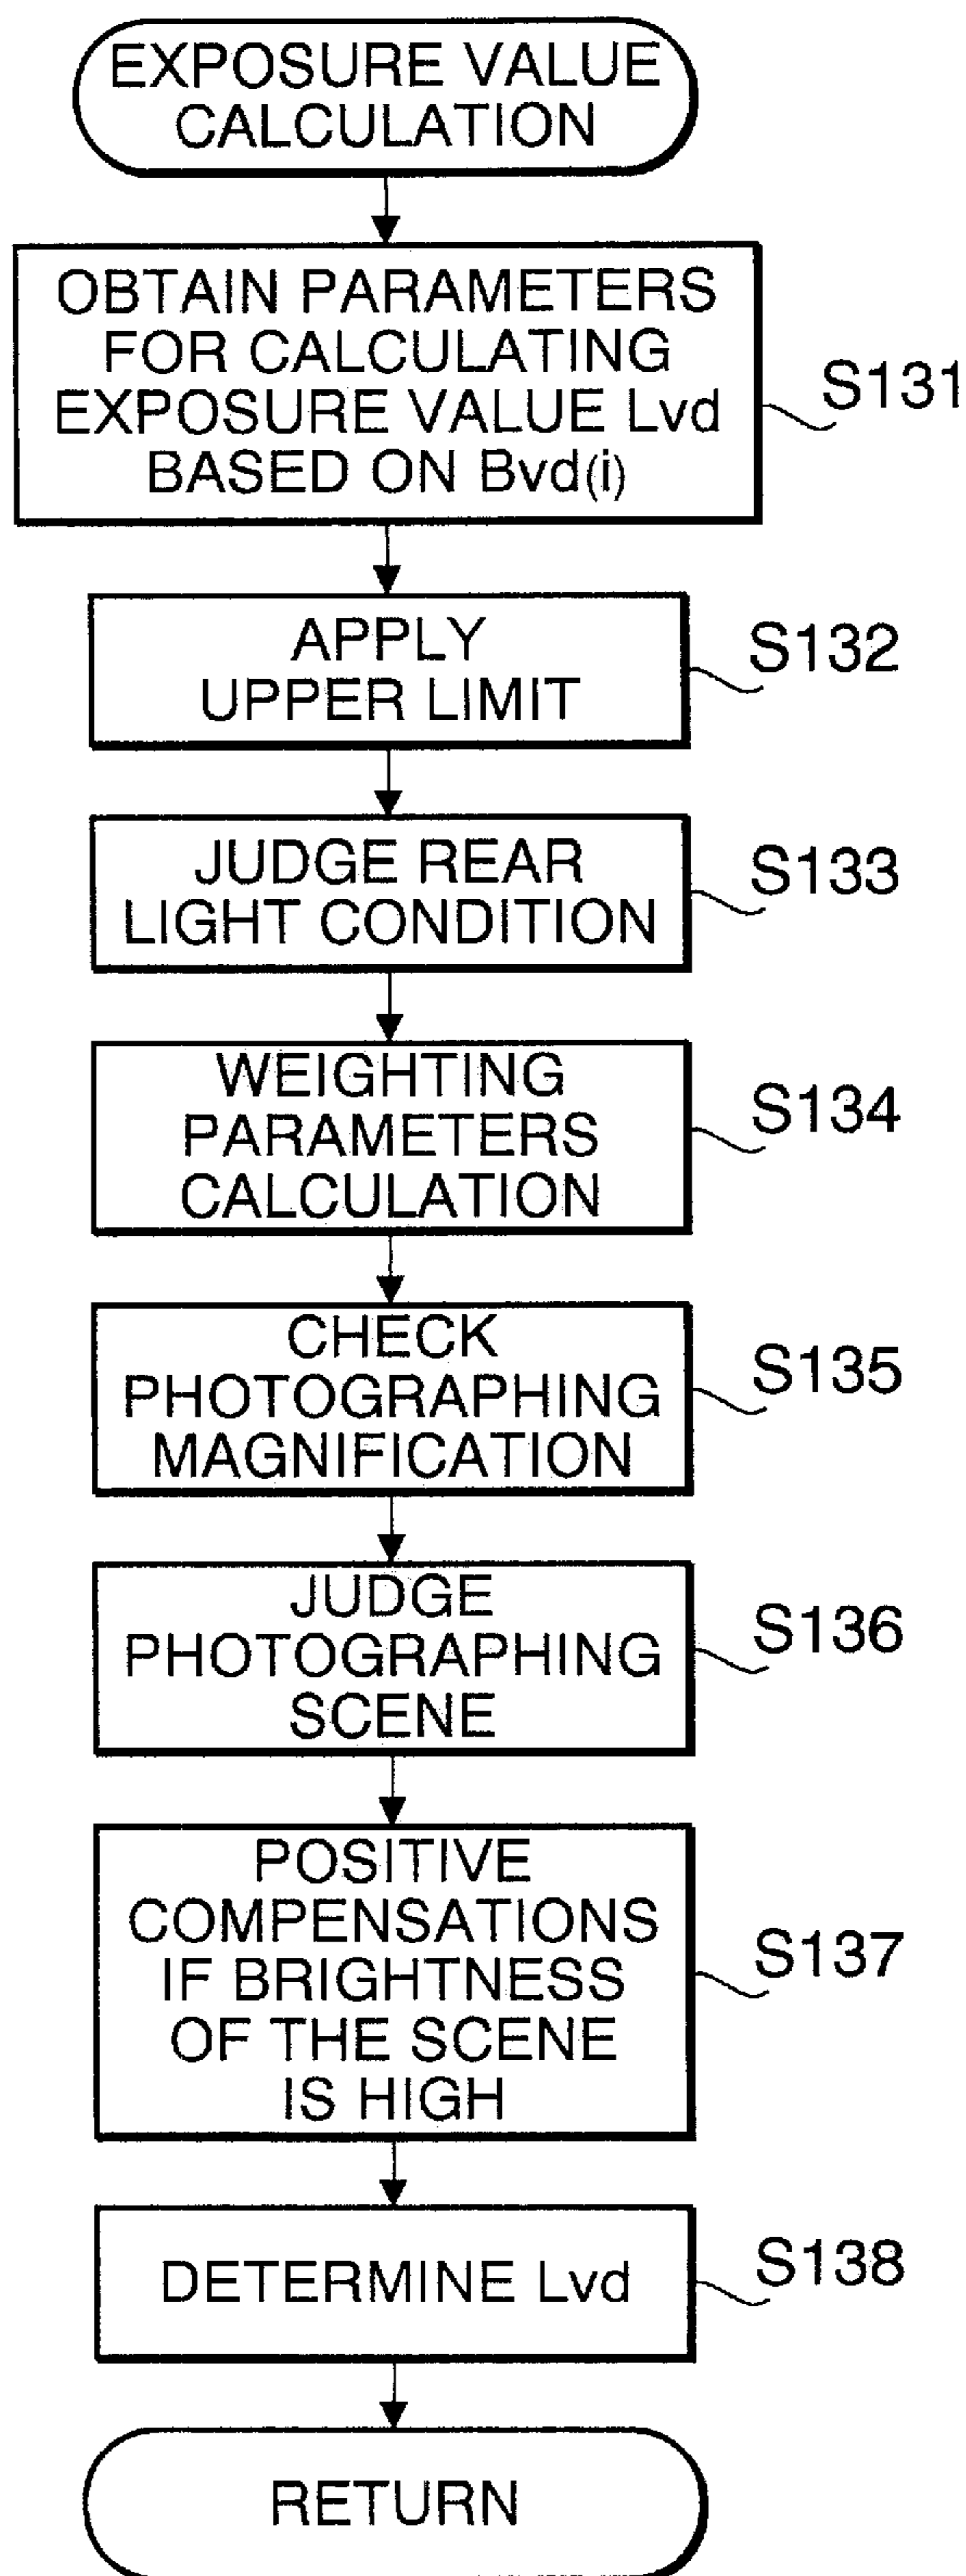 EXPOSURE VALUE
CALCULATION
OBTAIN PARAMETERS
FOR CALCULATING
EXPOSURE VALUE Lvd
BASED ON Bvd(i)
S131
APPLY
UPPER LIMIT
S132
JUDGE REAR
LIGHT CONDITION
S133
WEIGHTING
PARAMETERS
CALCULATION
S134
CHECK
PHOTOGRAPHING
MAGNIFICATION
S135
JUDGE
PHOTOGRAPHING
SCENE
S136
POSITIVE
COMPENSATIONS
IF BRIGHTNESS
OF THE SCENE
IS HIGH
S137
DETERMINE Lvd
S138
RETURN